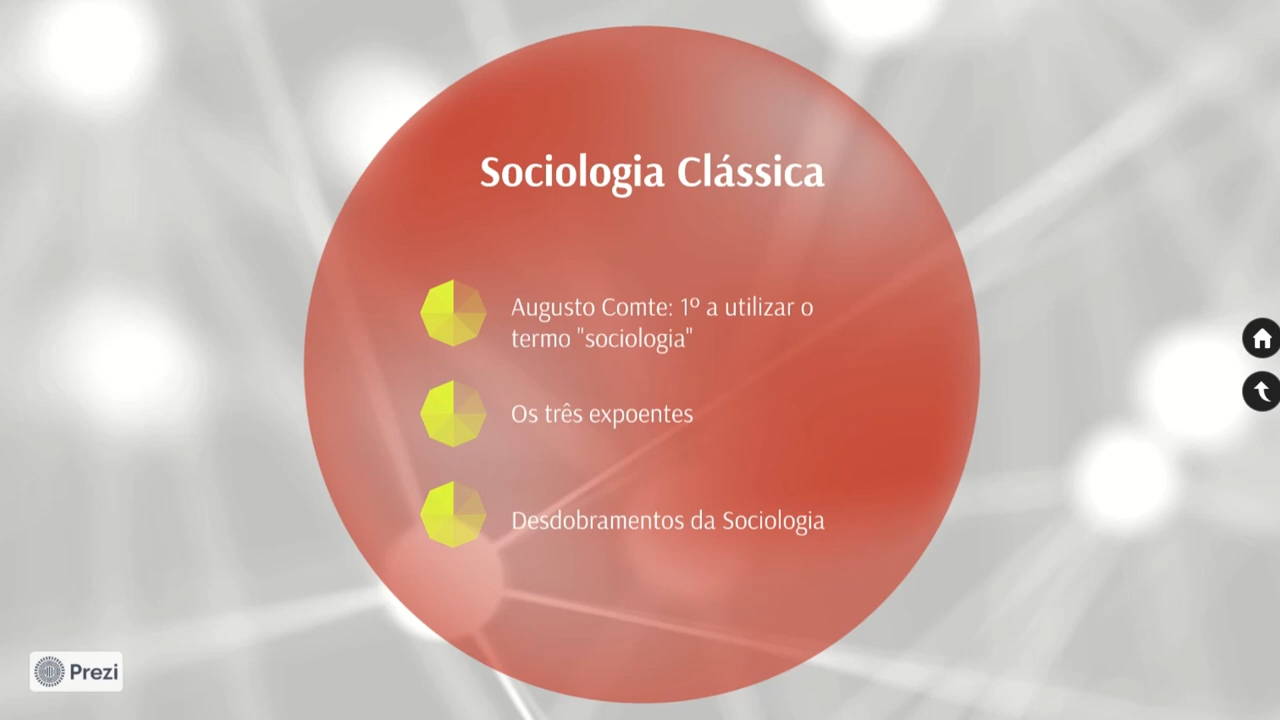 Sociologia Clássica
Augusto Comte: 1º a utilizar o
termo "sociologia"
Os três expoentes
Desdobramentos da Sociologia
Prezi